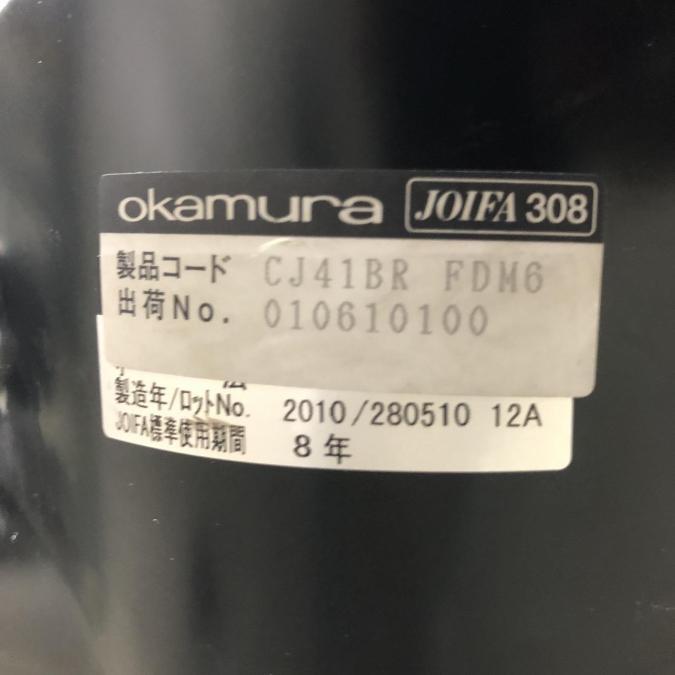 okamura JOIFA 308
製品コード CJ41BR FDM6
出荷No. 010610100
製造年/ロットNo. 2010/280510 12A
JOIFA標準使用期間 8年